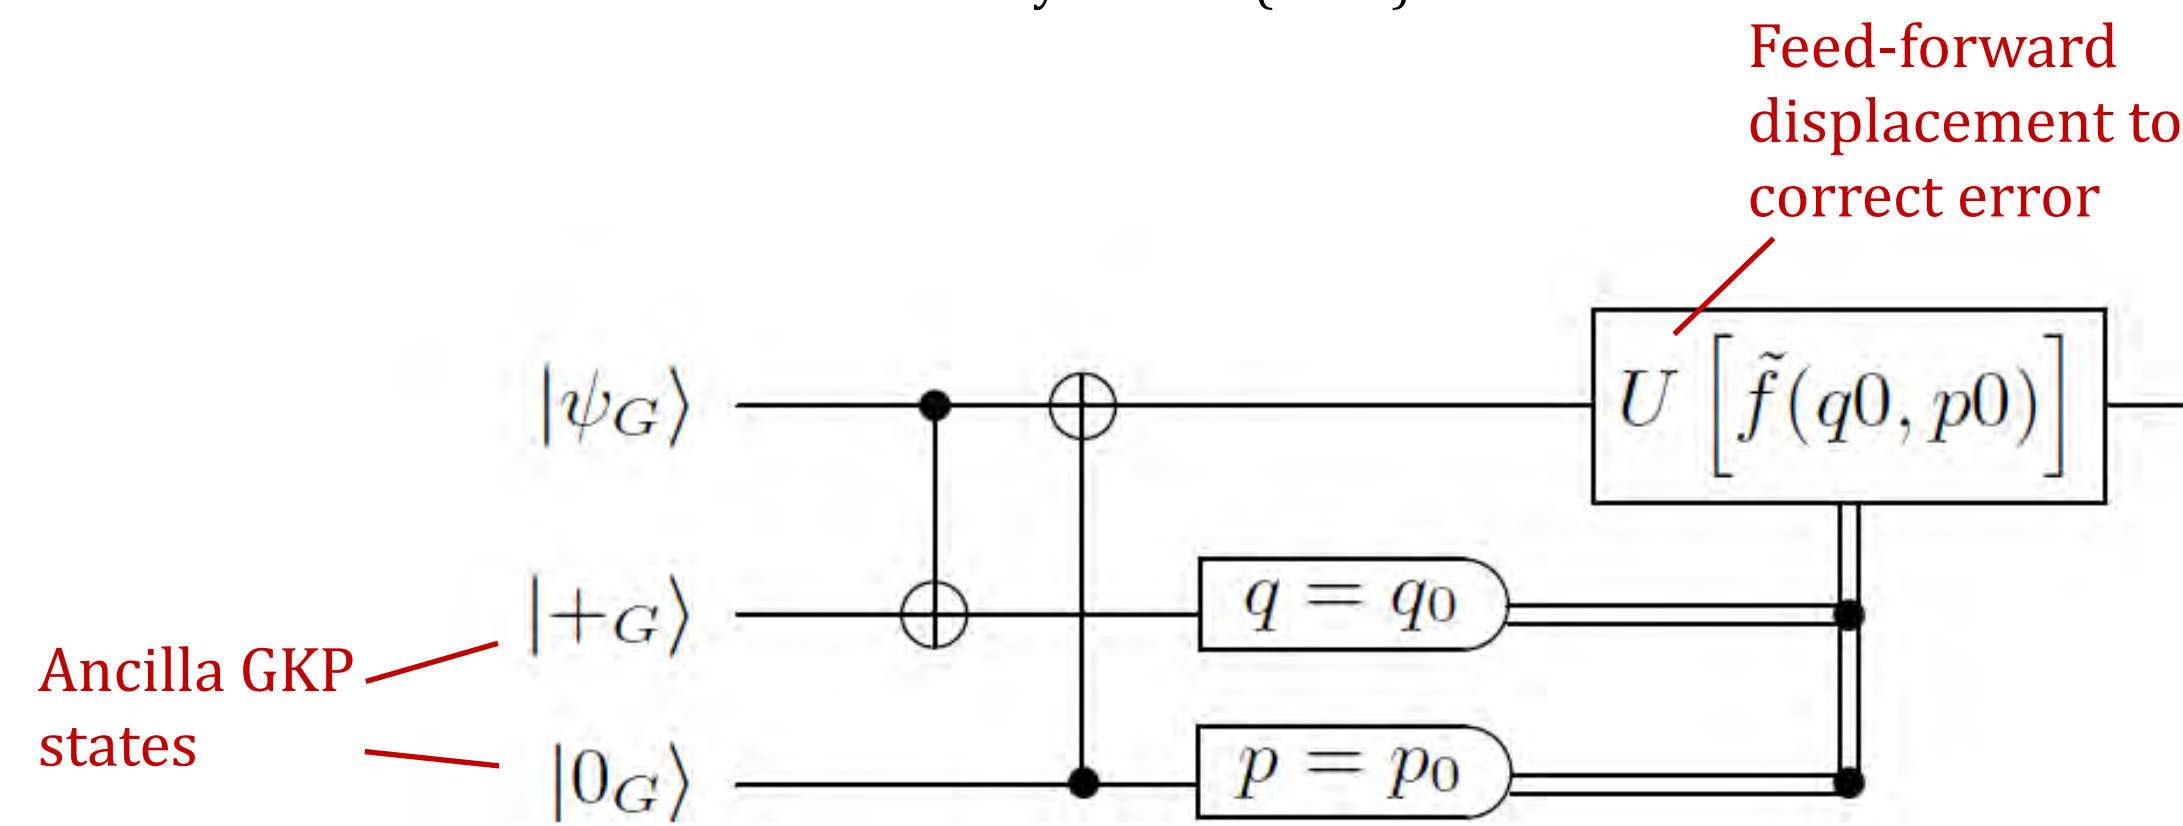 Feed-forward
displacement to
correct error
|ψ_G⟩
U [f̃(q0, p0)]
|+_G⟩
q = q₀
Ancilla GKP
states
|0_G⟩
p = p₀